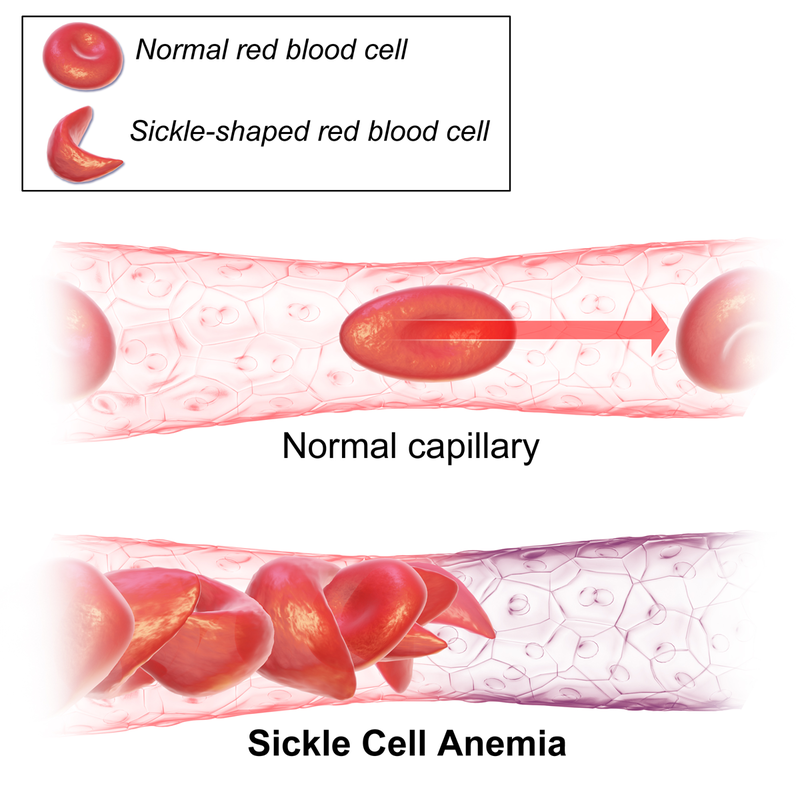 Normal red blood cell
Sickle-shaped red blood cell
Normal capillary
Sickle Cell Anemia